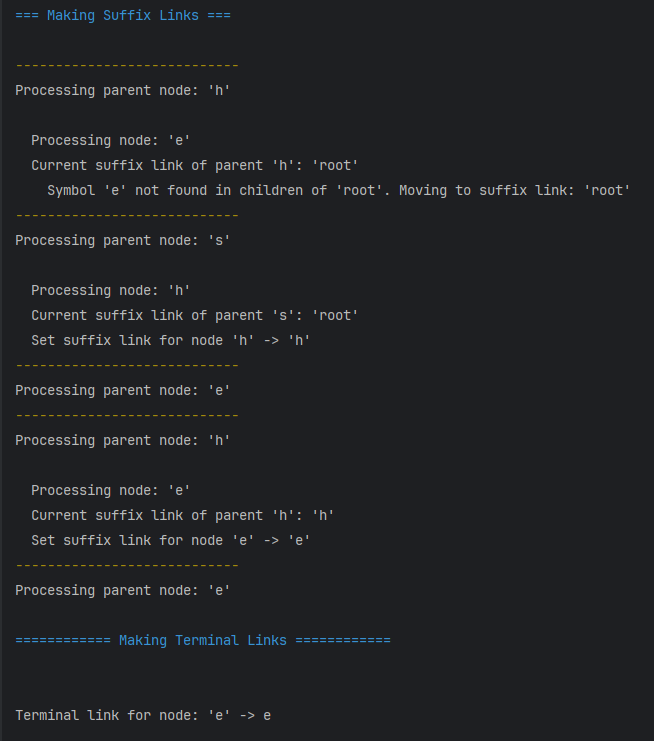 === Making Suffix Links ===
----------------------------
Processing parent node: 'h'
Processing node: 'e'
Current suffix link of parent 'h': 'root'
Symbol 'e' not found in children of 'root'. Moving to suffix link: 'root'
----------------------------
Processing parent node: 's'
Processing node: 'h'
Current suffix link of parent 's': 'root'
Set suffix link for node 'h' -> 'h'
----------------------------
Processing parent node: 'e'
----------------------------
Processing parent node: 'h'
Processing node: 'e'
Current suffix link of parent 'h': 'h'
Set suffix link for node 'e' -> 'e'
----------------------------
Processing parent node: 'e'
============ Making Terminal Links ============
Terminal link for node: 'e' -> e